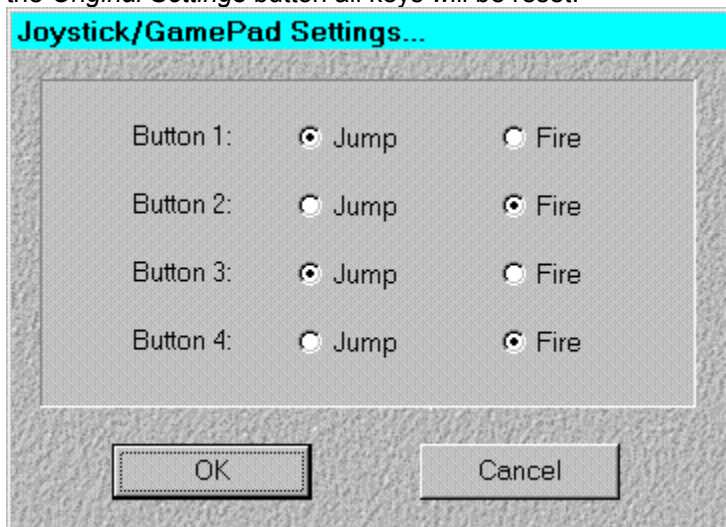 the Original Settings button all keys will be reset.
Joystick/GamePad Settings...
Button 1: Jump Fire
Button 2: Jump Fire
Button 3: Jump Fire
Button 4: Jump Fire
OK Cancel